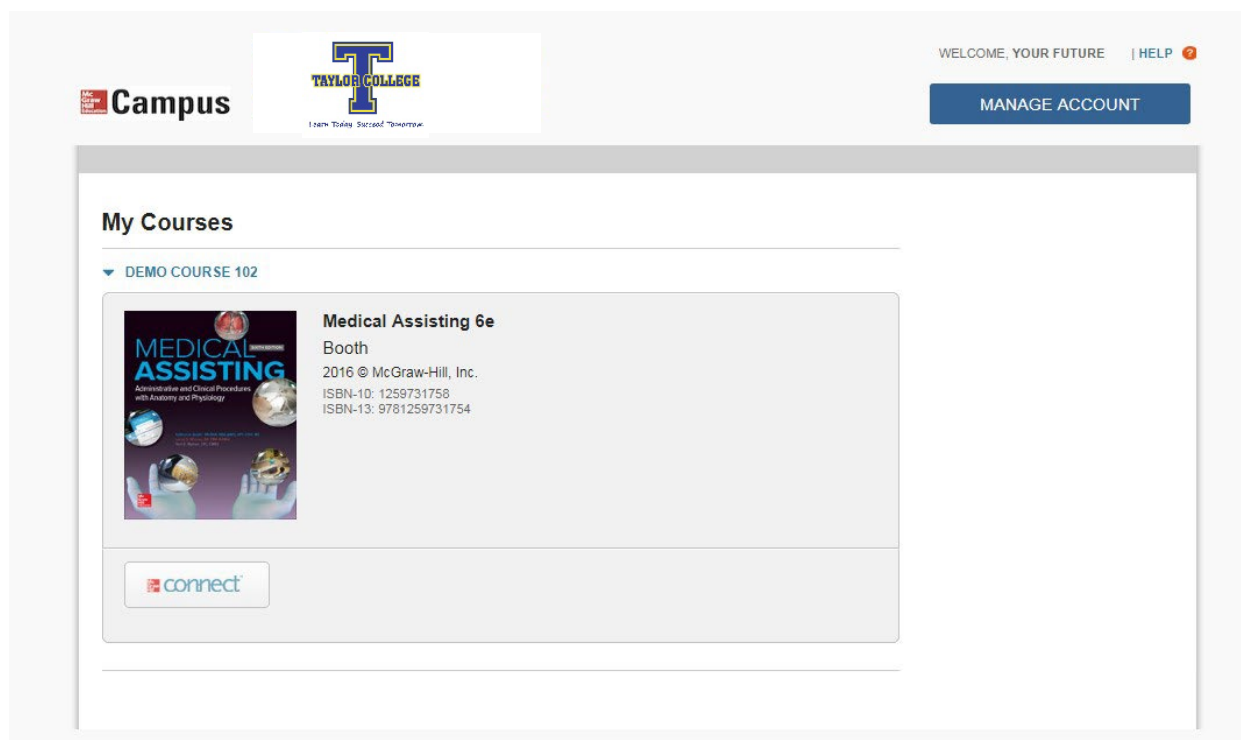 WELCOME, YOUR FUTURE | HELP ?
Mc
Graw
Hill
Education
Campus
TAYLOR COLLEGE
Learn Today Succeed Tomorrow
MANAGE ACCOUNT
My Courses
DEMO COURSE 102
MEDICAL
ASSISTING
Administrative and Clinical Procedures
with Anatomy and Physiology
Medical Assisting 6e
Booth
2016 © McGraw-Hill, Inc.
ISBN-10: 1259731758
ISBN-13: 9781259731754
connect